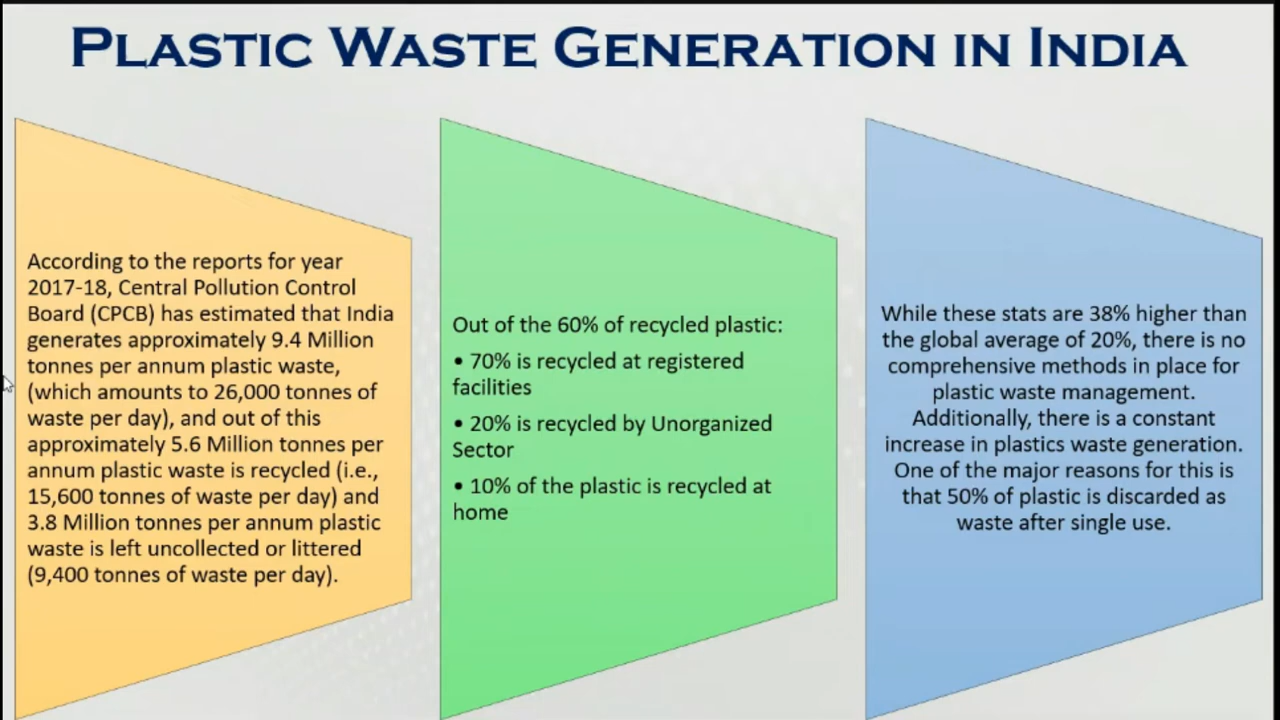 PLASTIC WASTE GENERATION IN INDIA
According to the reports for year
2017-18, Central Pollution Control
Board (CPCB) has estimated that India
generates approximately 9.4 Million
tonnes per annum plastic waste,
(which amounts to 26,000 tonnes of
waste per day), and out of this
approximately 5.6 Million tonnes per
annum plastic waste is recycled (i.e.,
15,600 tonnes of waste per day) and
3.8 Million tonnes per annum plastic
waste is left uncollected or littered
(9,400 tonnes of waste per day).
Out of the 60% of recycled plastic:
• 70% is recycled at registered
facilities
• 20% is recycled by Unorganized
Sector
• 10% of the plastic is recycled at
home
While these stats are 38% higher than
the global average of 20%, there is no
comprehensive methods in place for
plastic waste management.
Additionally, there is a constant
increase in plastics waste generation.
One of the major reasons for this is
that 50% of plastic is discarded as
waste after single use.